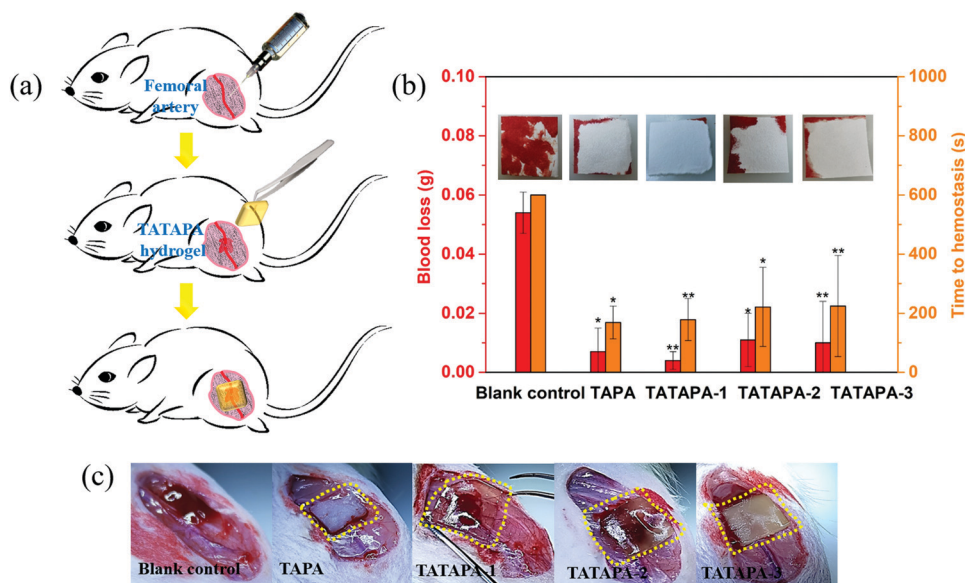 (a)
Femoral
artery
TATAPA
hydrogel
(b)
0.10
0.08
0.06
0.04
0.02
0.00
Blood loss (g)
1000
800
600
400
200
0
Time to hemostasis (s)
* * ** ** * * ** **
Blank control TAPA TATAPA-1 TATAPA-2 TATAPA-3
(c)
Blank control TAPA TATAPA-1 TATAPA-2 TATAPA-3